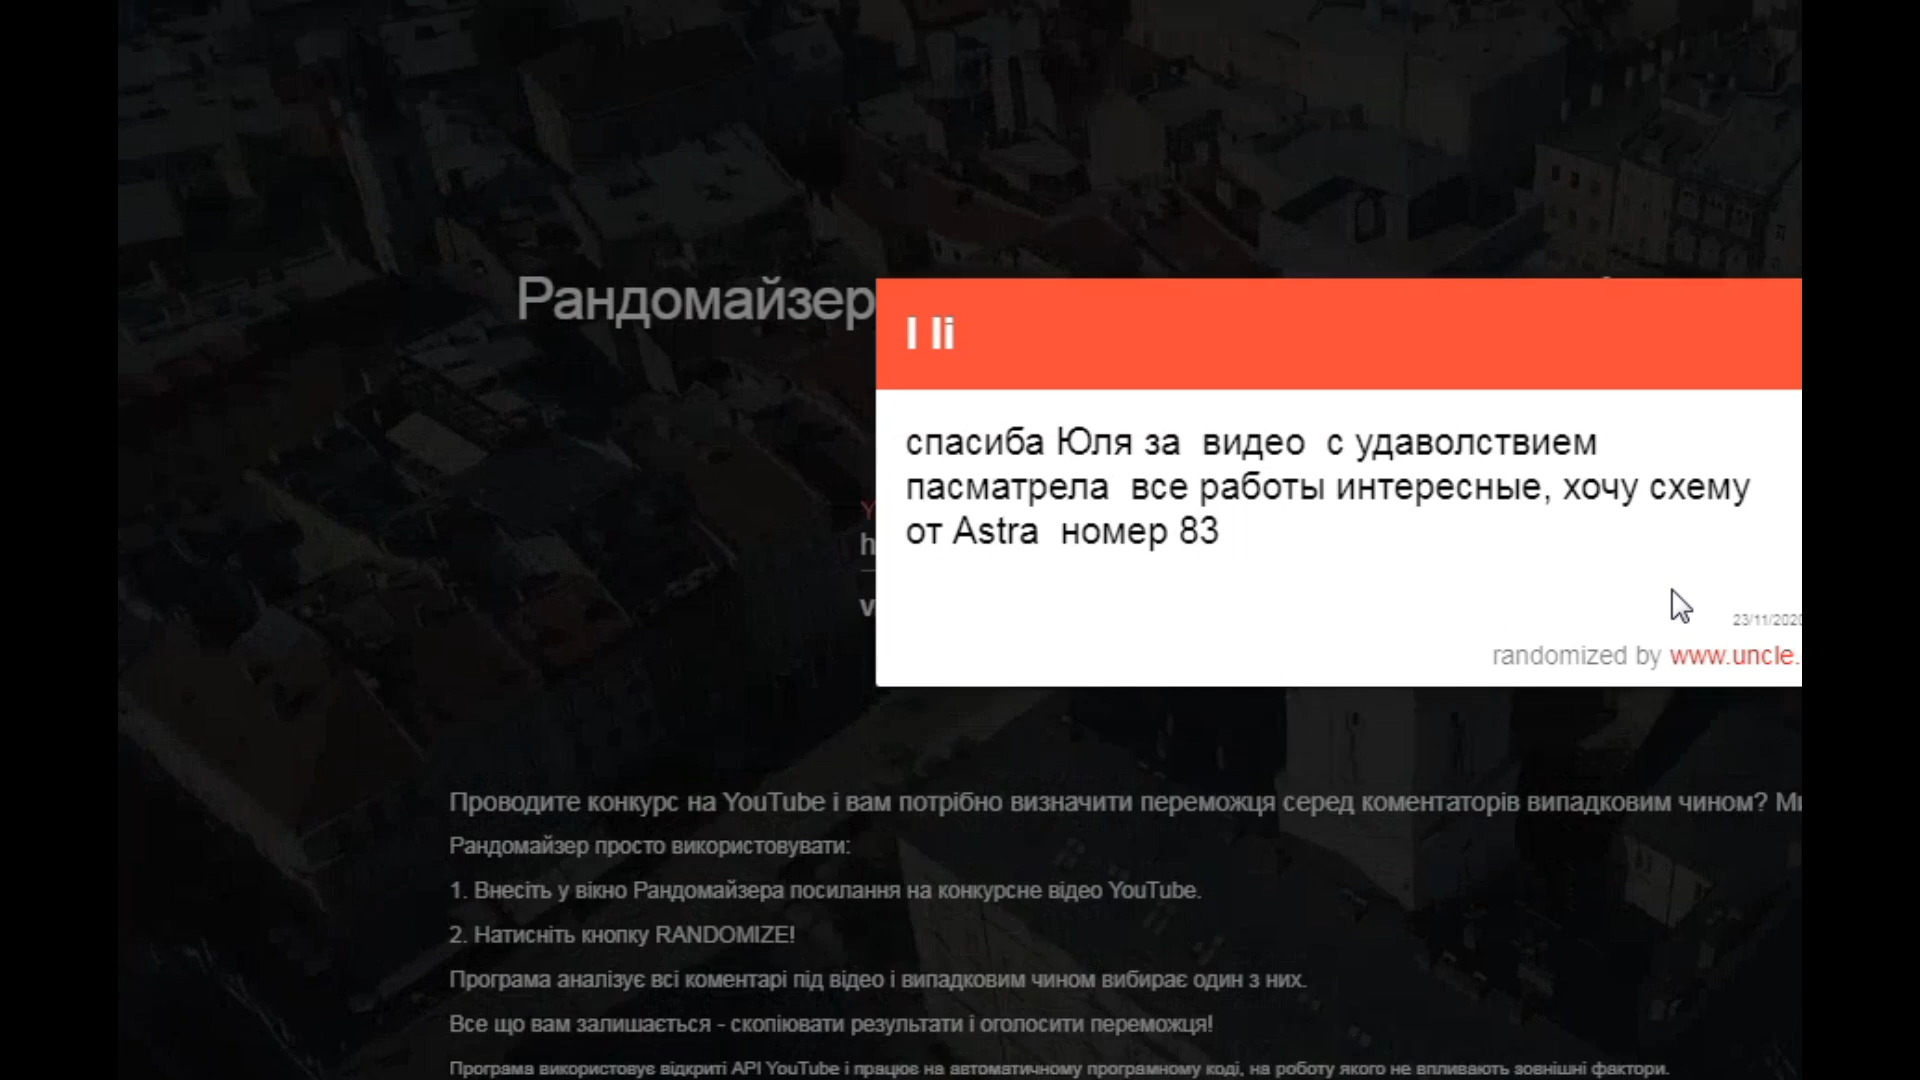 Рандомайзер
I li
спасиба Юля за видео с удаволствием
пасматрела все работы интересные, хочу схему
от Astra номер 83
23/11/2020
randomized by www.uncle.
Проводите конкурс на YouTube і вам потрібно визначити переможця серед коментаторів випадковим чином? Ми
Рандомайзер просто використовувати:
1. Внесіть у вікно Рандомайзера посилання на конкурсне відео YouTube.
2. Натисніть кнопку RANDOMIZE!
Програма аналізує всі коментарі під відео і випадковим чином вибирає один з них.
Все що вам залишається - скопіювати результати і оголосити переможця!
Програма використовує відкриті API YouTube і працює на автоматичному програмному коді, на роботу якого не впливають зовнішні фактори.